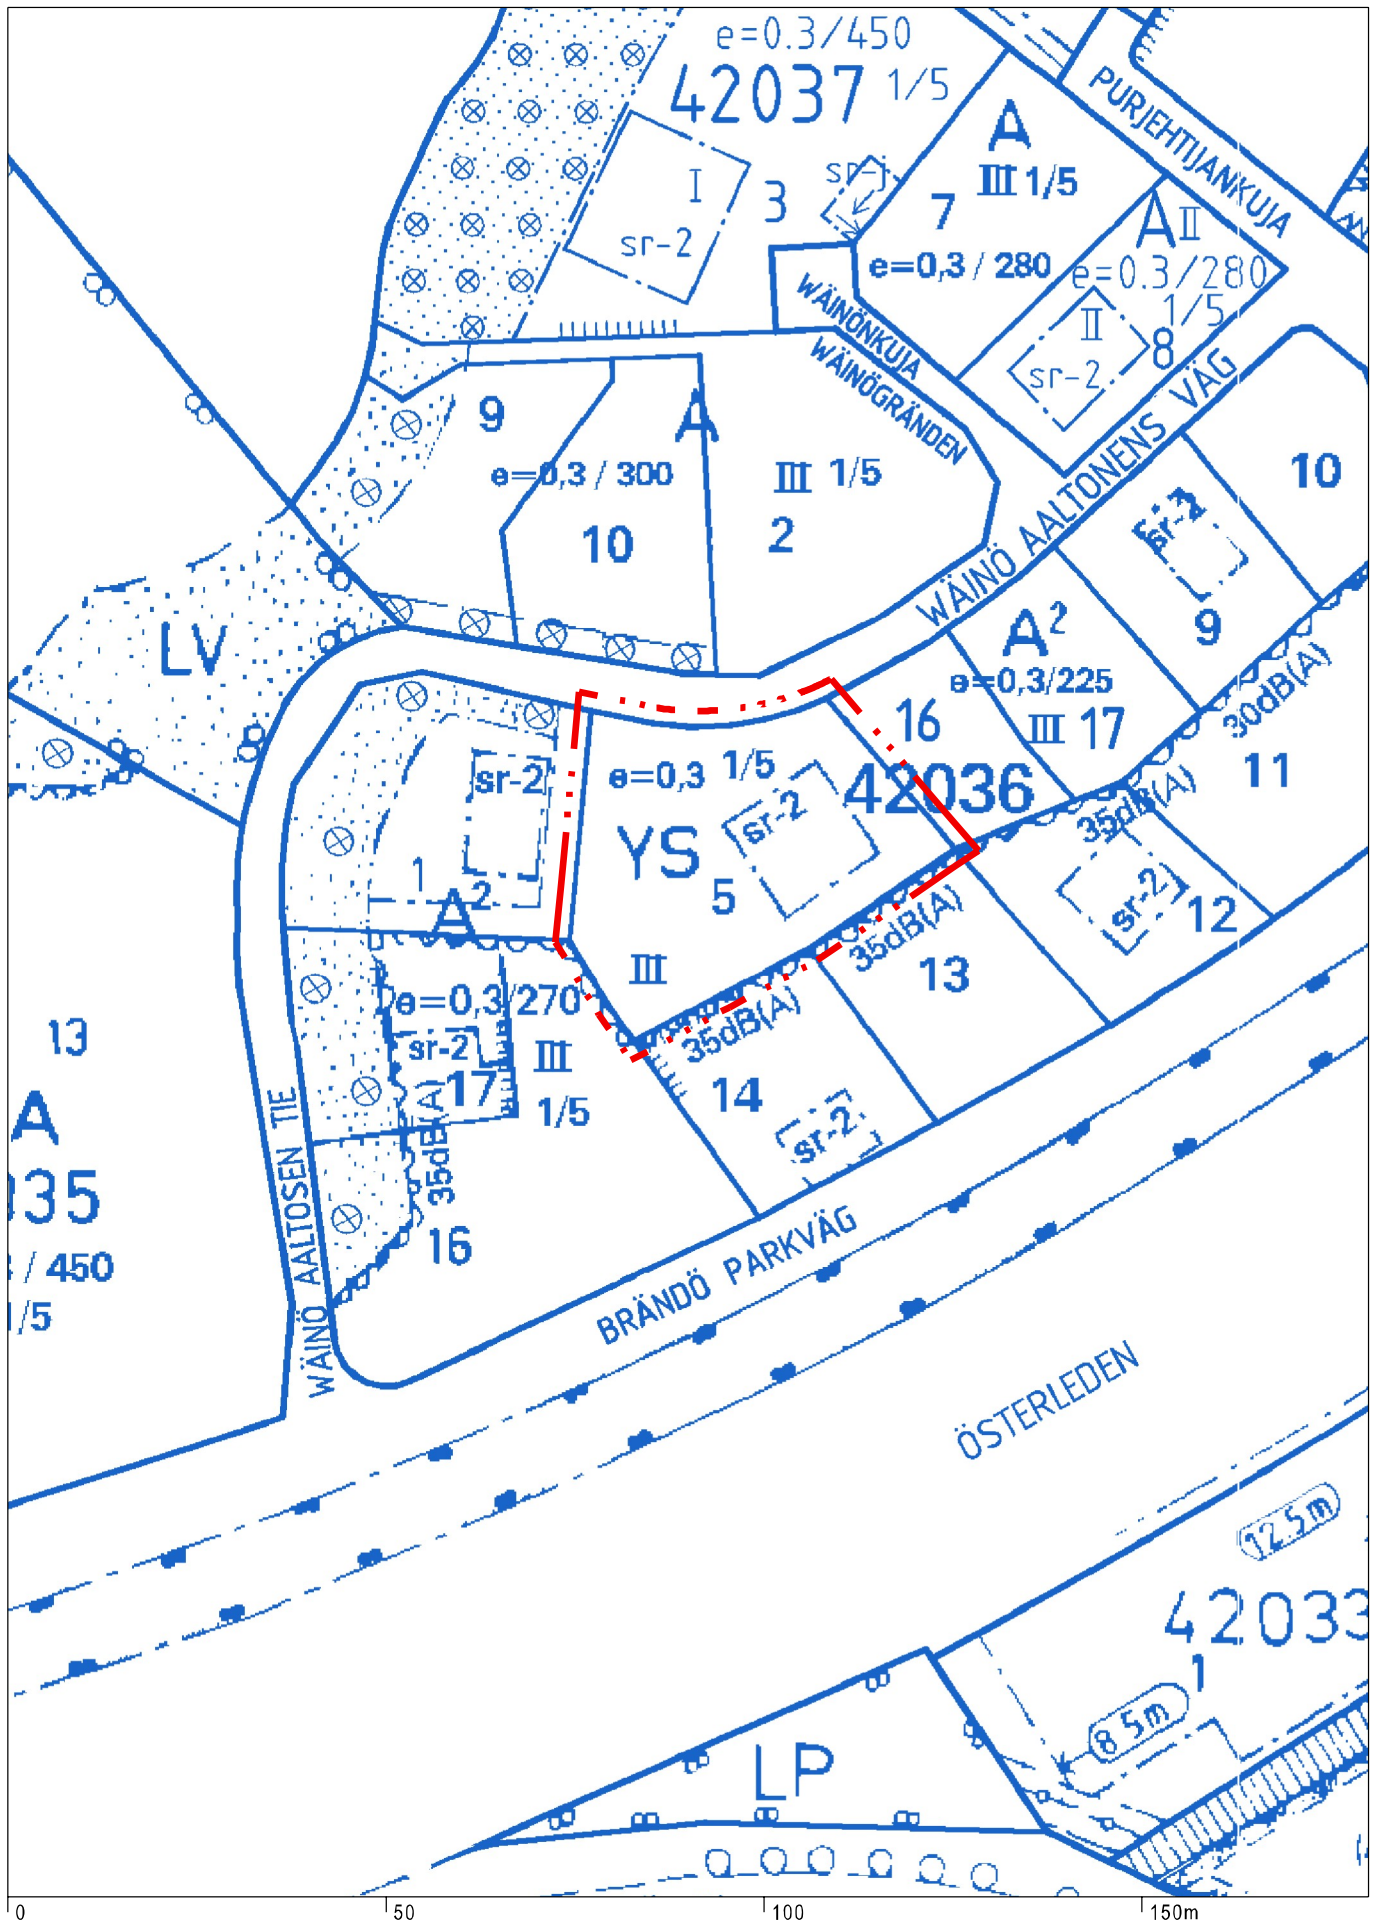 e=0.3/450
42037 1/5
PURJEHTIJANKUJA
A
III 1/5
7
e=0,3 / 280
sr-j
I
3
sr-2
A II
e=0.3/280
1/5
II
8
sr-2
WÄINÖNKUJA
WÄINÖGRÄNDEN
9
A
e=0,3 / 300
III 1/5
10
2
WÄINÖ AALTONENS VÄG
10
sr-2
9
A²
e=0,3/225
III 17
16
30dB(A)
11
LV
sr-2
e=0,3 1/5
42036
35dB(A)
sr-2
YS
5
1
A²
sr-2
12
III
35dB(A)
13
e=0,3/270
sr-2
III
17
1/5
35dB(A)
14
sr-2
13
A
135
/ 450
1/5
35dB(A)
16
WÄINÖ AALTOSEN TIE
BRÄNDÖ PARKVÄG
ÖSTERLEDEN
12.5m
42033
1
8.5m
LP
0 50 100 150m